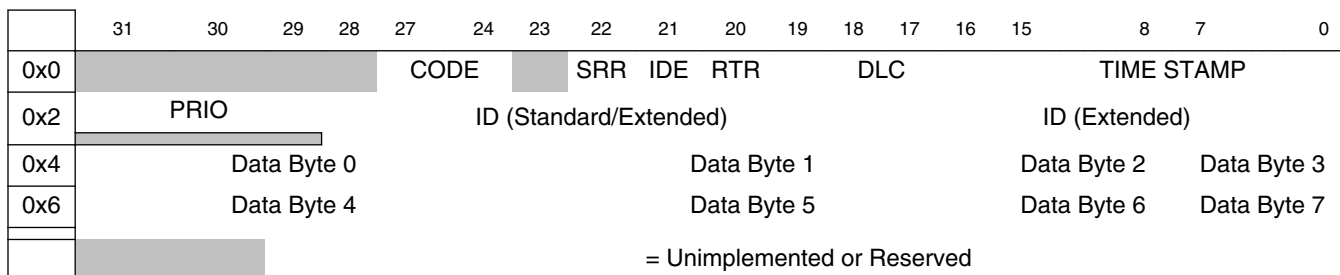 31 30 29 28 27 24 23 22 21 20 19 18 17 16 15 8 7 0
0x0 CODE SRR IDE RTR DLC TIME STAMP
0x2 PRIO ID (Standard/Extended) ID (Extended)
0x4 Data Byte 0 Data Byte 1 Data Byte 2 Data Byte 3
0x6 Data Byte 4 Data Byte 5 Data Byte 6 Data Byte 7
= Unimplemented or Reserved